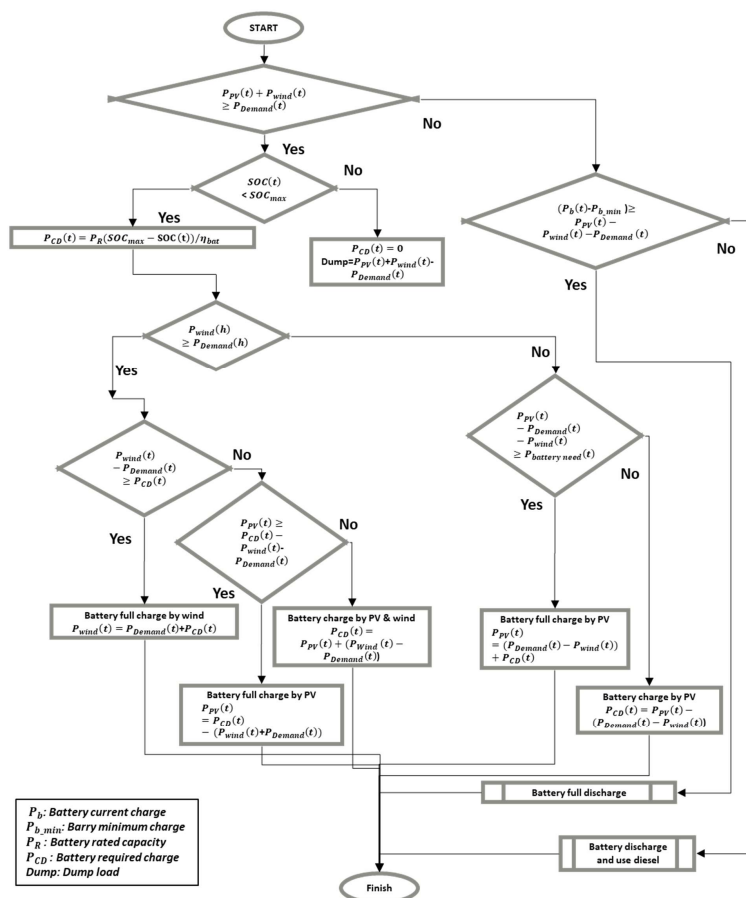 START
P_PV(t) + P_wind(t)
≥ P_Demand(t)
No
Yes
No
SOC(t)
< SOC_max
Yes
P_CD(t) = P_R(SOC_max − SOC(t))/η_bat
P_CD(t) = 0
Dump=P_PV(t)+P_wind(t)-
P_Demand(t)
(P_b(t)-P_b_min)≥
P_PV(t)−
P_wind(t)−P_Demand(t)
No
Yes
P_wind(h)
≥ P_Demand(h)
No
Yes
P_wind(t)
− P_Demand(t)
≥ P_CD(t)
No
Yes
P_PV(t) ≥
P_CD(t) −
P_wind(t)-
P_Demand(t)
No
Yes
P_PV(t)
− P_Demand(t)
− P_wind(t)
≥ P_battery need(t)
No
Yes
Battery full charge by wind
P_wind(t) = P_Demand(t)+P_CD(t)
Battery charge by PV & wind
P_CD(t) =
P_PV(t) + (P_Wind(t) −
P_Demand(t))
Battery full charge by PV
P_PV(t)
= (P_Demand(t) − P_wind(t))
+ P_CD(t)
Battery full charge by PV
P_PV(t)
= P_CD(t)
− (P_wind(t)+P_Demand(t))
Battery charge by PV
P_CD(t) = P_PV(t) −
(P_Demand(t) − P_wind(t))
Battery full discharge
Battery discharge
and use diesel
P_b: Battery current charge
P_b_min: Barry minimum charge
P_R : Battery rated capacity
P_CD : Battery required charge
Dump: Dump load
Finish